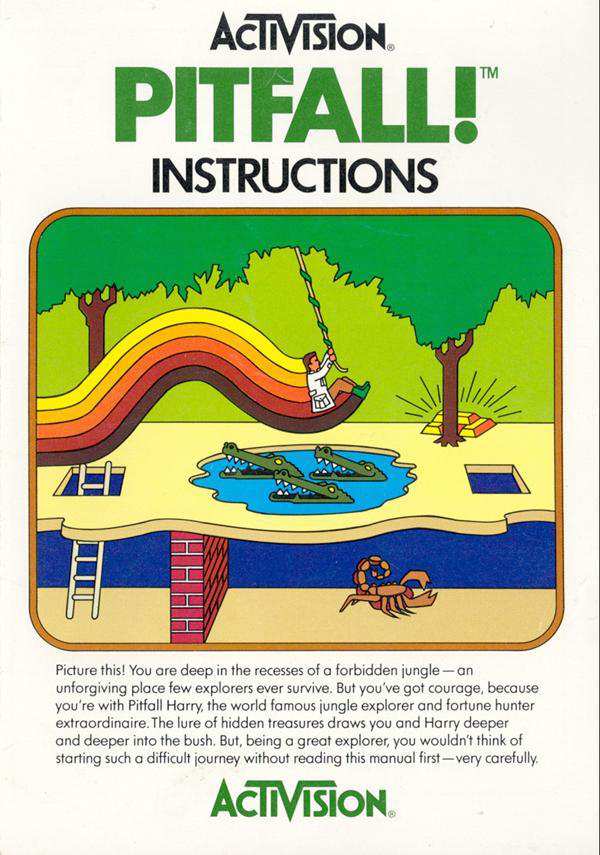 ACTIVISION®
PITFALL!™
INSTRUCTIONS
Picture this! You are deep in the recesses of a forbidden jungle — an
unforgiving place few explorers ever survive. But you've got courage, because
you're with Pitfall Harry, the world famous jungle explorer and fortune hunter
extraordinaire. The lure of hidden treasures draws you and Harry deeper
and deeper into the bush. But, being a great explorer, you wouldn't think of
starting such a difficult journey without reading this manual first — very carefully.
ACTIVISION®